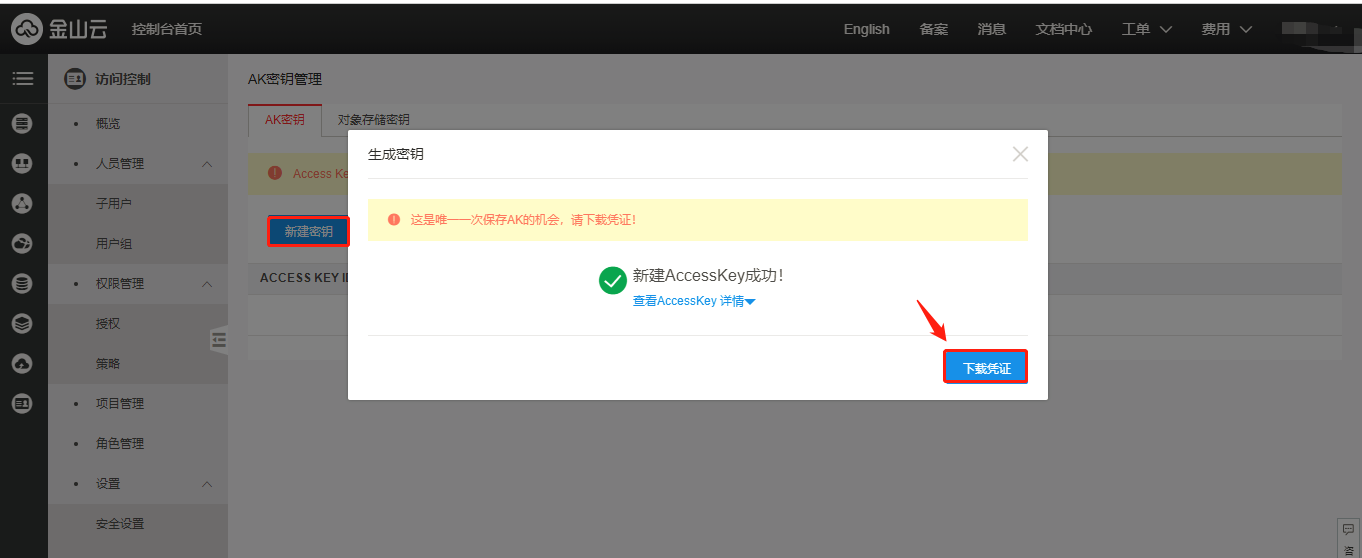 金山云
控制台首页
English
备案
消息
文档中心
工单
费用
访问控制
概览
人员管理
子用户
用户组
权限管理
授权
策略
项目管理
角色管理
设置
安全设置
AK密钥管理
AK密钥
对象存储密钥
Access Ke
新建密钥
ACCESS KEY I
生成密钥
这是唯一一次保存AK的机会，请下载凭证！
新建AccessKey成功！
查看AccessKey 详情
下载凭证
咨